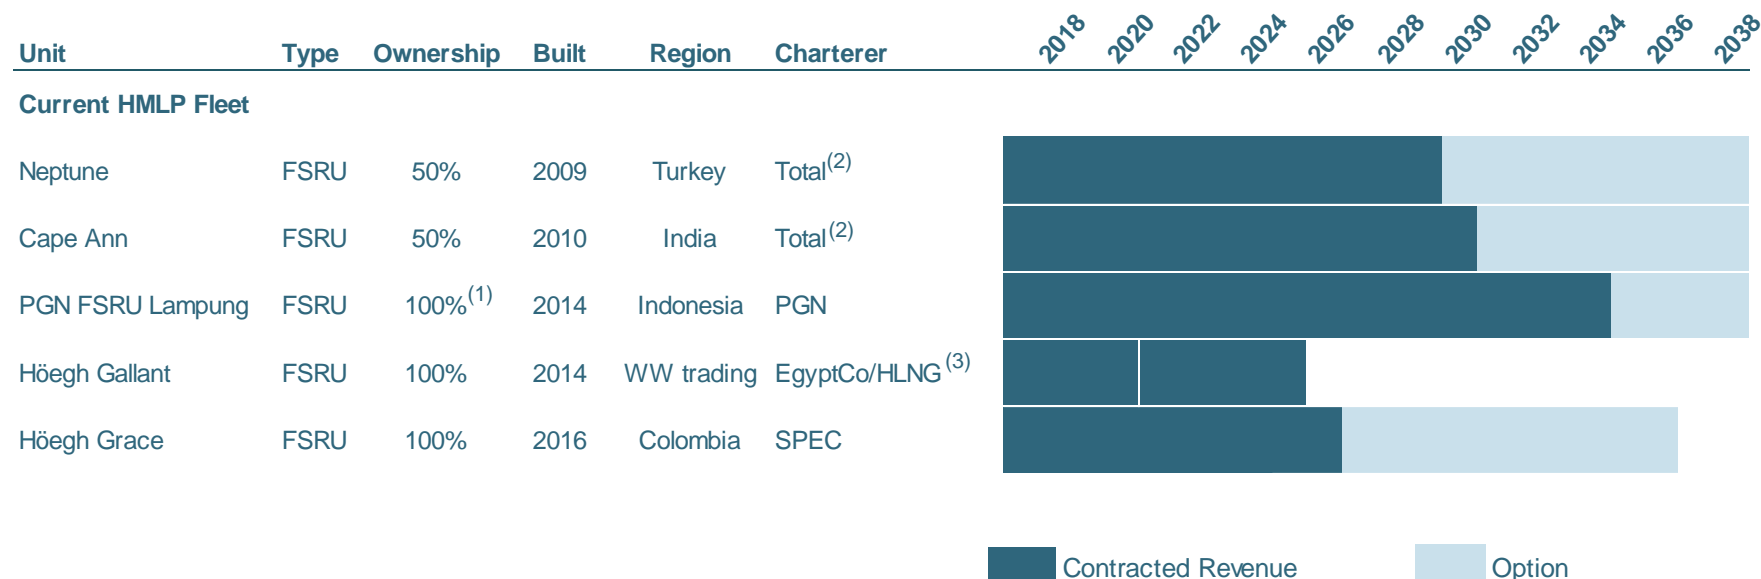 Unit Type Ownership Built Region Charterer 2018 2020 2022 2024 2026 2028 2030 2032 2034 2036 2038
Current HMLP Fleet
Neptune FSRU 50% 2009 Turkey Total(2)
Cape Ann FSRU 50% 2010 India Total(2)
PGN FSRU Lampung FSRU 100%(1) 2014 Indonesia PGN
Höegh Gallant FSRU 100% 2014 WW trading EgyptCo/HLNG(3)
Höegh Grace FSRU 100% 2016 Colombia SPEC
Contracted Revenue Option